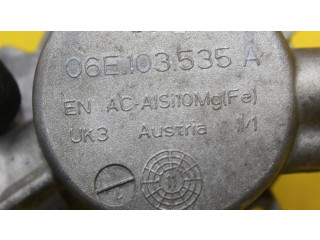 06E.103.535 A
EN AC-AlSi10Mg(Fe)
UK3 Austria 1/1